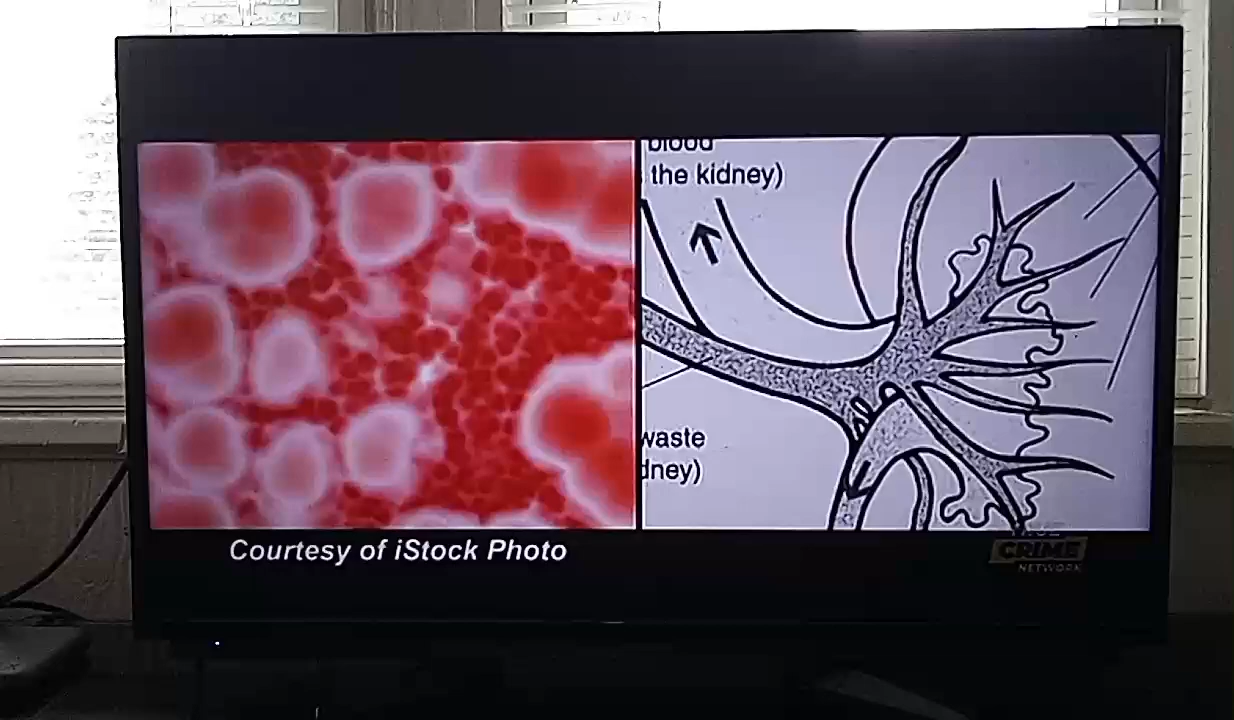 blood
the kidney)
waste
dney)
Courtesy of iStock Photo
CRIME
NETWORK